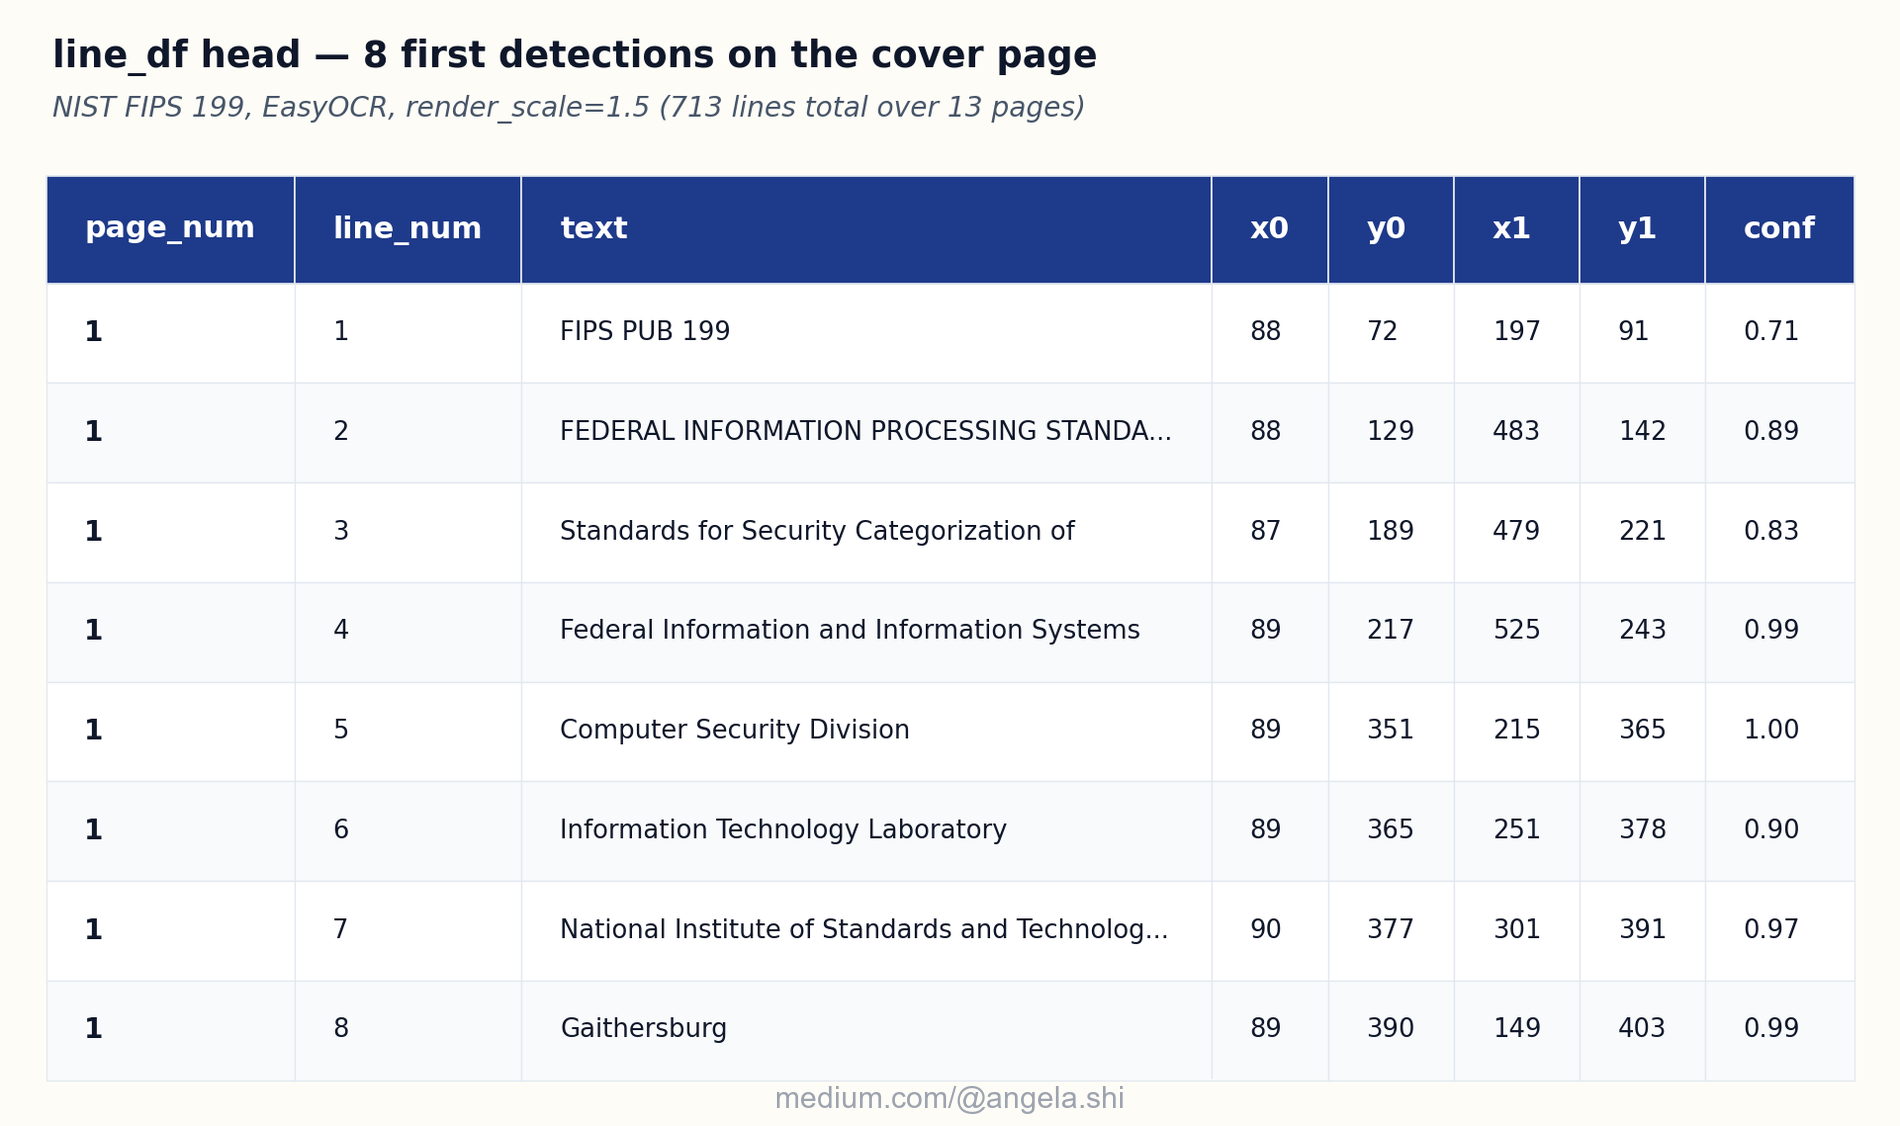 line_df head — 8 first detections on the cover page
NIST FIPS 199, EasyOCR, render_scale=1.5 (713 lines total over 13 pages)
page_num line_num text x0 y0 x1 y1 conf
1 1 FIPS PUB 199 88 72 197 91 0.71
1 2 FEDERAL INFORMATION PROCESSING STANDA... 88 129 483 142 0.89
1 3 Standards for Security Categorization of 87 189 479 221 0.83
1 4 Federal Information and Information Systems 89 217 525 243 0.99
1 5 Computer Security Division 89 351 215 365 1.00
1 6 Information Technology Laboratory 89 365 251 378 0.90
1 7 National Institute of Standards and Technolog... 90 377 301 391 0.97
1 8 Gaithersburg 89 390 149 403 0.99
medium.com/@angela.shi